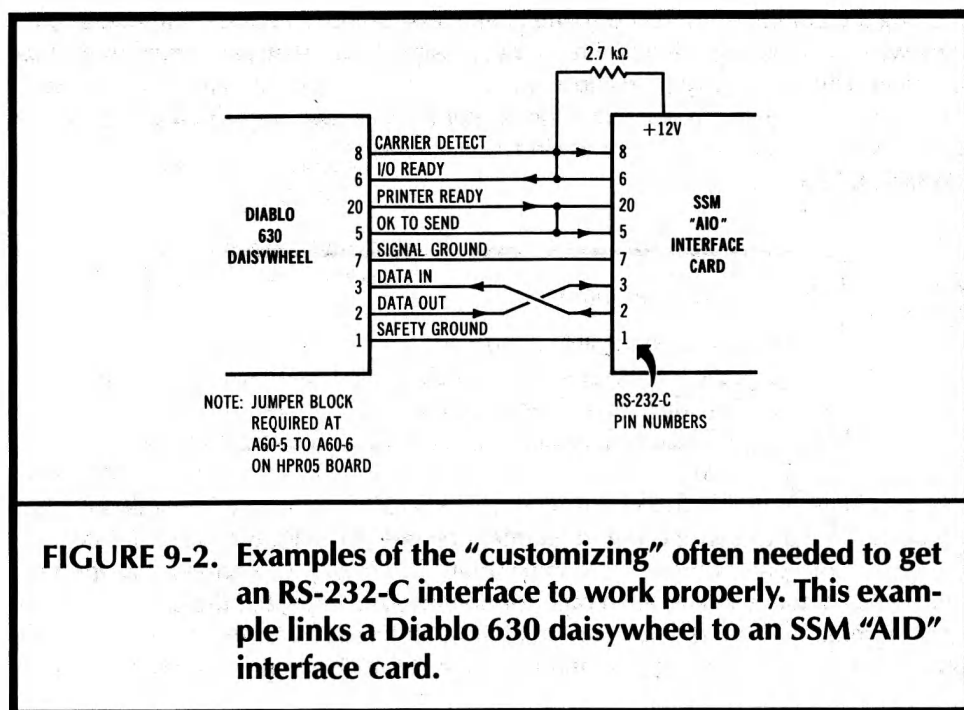 2.7 kΩ
+12V
8 CARRIER DETECT 8
6 I/O READY 6
20 PRINTER READY 20
5 OK TO SEND 5
7 SIGNAL GROUND 7
3 DATA IN 3
2 DATA OUT 2
1 SAFETY GROUND 1
DIABLO
630
DAISYWHEEL
SSM
"AIO"
INTERFACE
CARD
NOTE: JUMPER BLOCK
REQUIRED AT
A60-5 TO A60-6
ON HPRO5 BOARD
RS-232-C
PIN NUMBERS
FIGURE 9-2. Examples of the “customizing” often needed to get
an RS-232-C interface to work properly. This exam-
ple links a Diablo 630 daisywheel to an SSM “AID”
interface card.